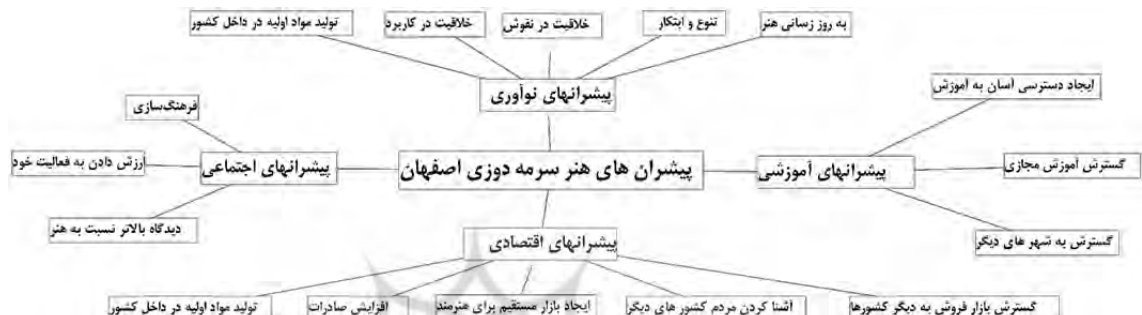 به روز رسانی هنر
تنوع و ابتکار
خلاقیت در نقوش
خلاقیت در کاربرد
تولید مواد اولیه در داخل کشور
پیشرانهای نوآوری
ایجاد دسترسی آسان به آموزش
گسترش آموزش مجازی
گسترش به شهر های دیگر
پیشرانهای آموزشی
پیشران های هنر سرمه دوزی اصفهان
پیشرانهای اجتماعی
فرهنگ‌سازی
ارزش دادن به فعالیت خود
دیدگاه بالاتر نسبت به هنر
پیشرانهای اقتصادی
گسترش بازار فروش به دیگر کشورها
آشنا کردن مردم کشور های دیگر
ایجاد بازار مستقیم برای هنرمند
افزایش صادرات
تولید مواد اولیه در داخل کشور